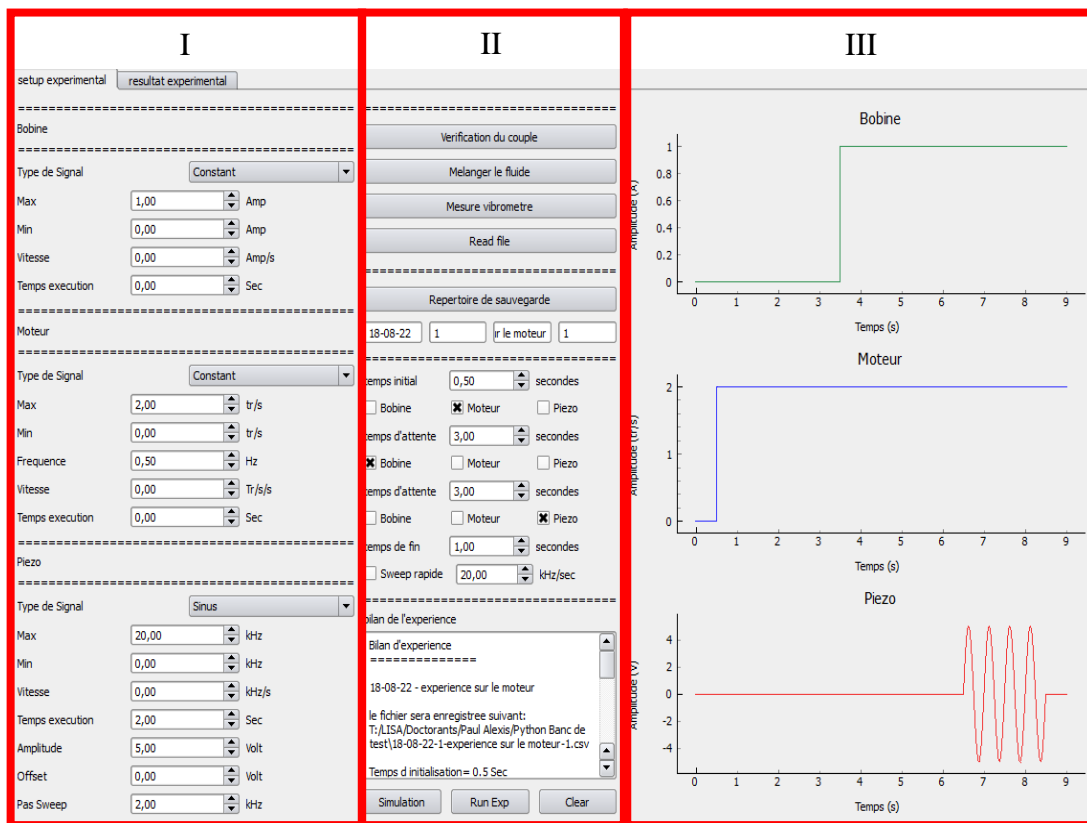 I
II
III
setup experimental
resultat experimental
==============================================
Bobine
==============================================
Type de Signal Constant
Max 1,00 Amp
Min 0,00 Amp
Vitesse 0,00 Amp/s
Temps execution 0,00 Sec
==============================================
Moteur
==============================================
Type de Signal Constant
Max 2,00 tr/s
Min 0,00 tr/s
Frequence 0,50 Hz
Vitesse 0,00 Tr/s/s
Temps execution 0,00 Sec
==============================================
Piezo
==============================================
Type de Signal Sinus
Max 20,00 kHz
Min 0,00 kHz
Vitesse 0,00 kHz/s
Temps execution 2,00 Sec
Amplitude 5,00 Volt
Offset 0,00 Volt
Pas Sweep 2,00 kHz
==================================
Verification du couple
Melanger le fluide
Mesure vibrometre
Read file
==================================
Repertoire de sauvegarde
18-08-22 1 ir le moteur 1
==================================
temps initial 0,50 secondes
Bobine Moteur Piezo
temps d'attente 3,00 secondes
Bobine Moteur Piezo
temps d'attente 3,00 secondes
Bobine Moteur Piezo
temps de fin 1,00 secondes
Sweep rapide 20,00 kHz/sec
==================================
bilan de l'experience
Bilan d'experience
==============
18-08-22 - experience sur le moteur
le fichier sera enregistree suivant:
T:/LISA/Doctorants/Paul Alexis/Python Banc de
test\18-08-22-1-experience sur le moteur-1.csv
Temps d initialisation= 0.5 Sec
Simulation Run Exp Clear
Bobine
Amplitude (A)
1
0.8
0.6
0.4
0.2
0
0 1 2 3 4 5 6 7 8 9
Temps (s)
Moteur
Amplitude (tr/s)
2
1
0
0 1 2 3 4 5 6 7 8 9
Temps (s)
Piezo
Amplitude (V)
4
2
0
-2
-4
0 1 2 3 4 5 6 7 8 9
Temps (s)